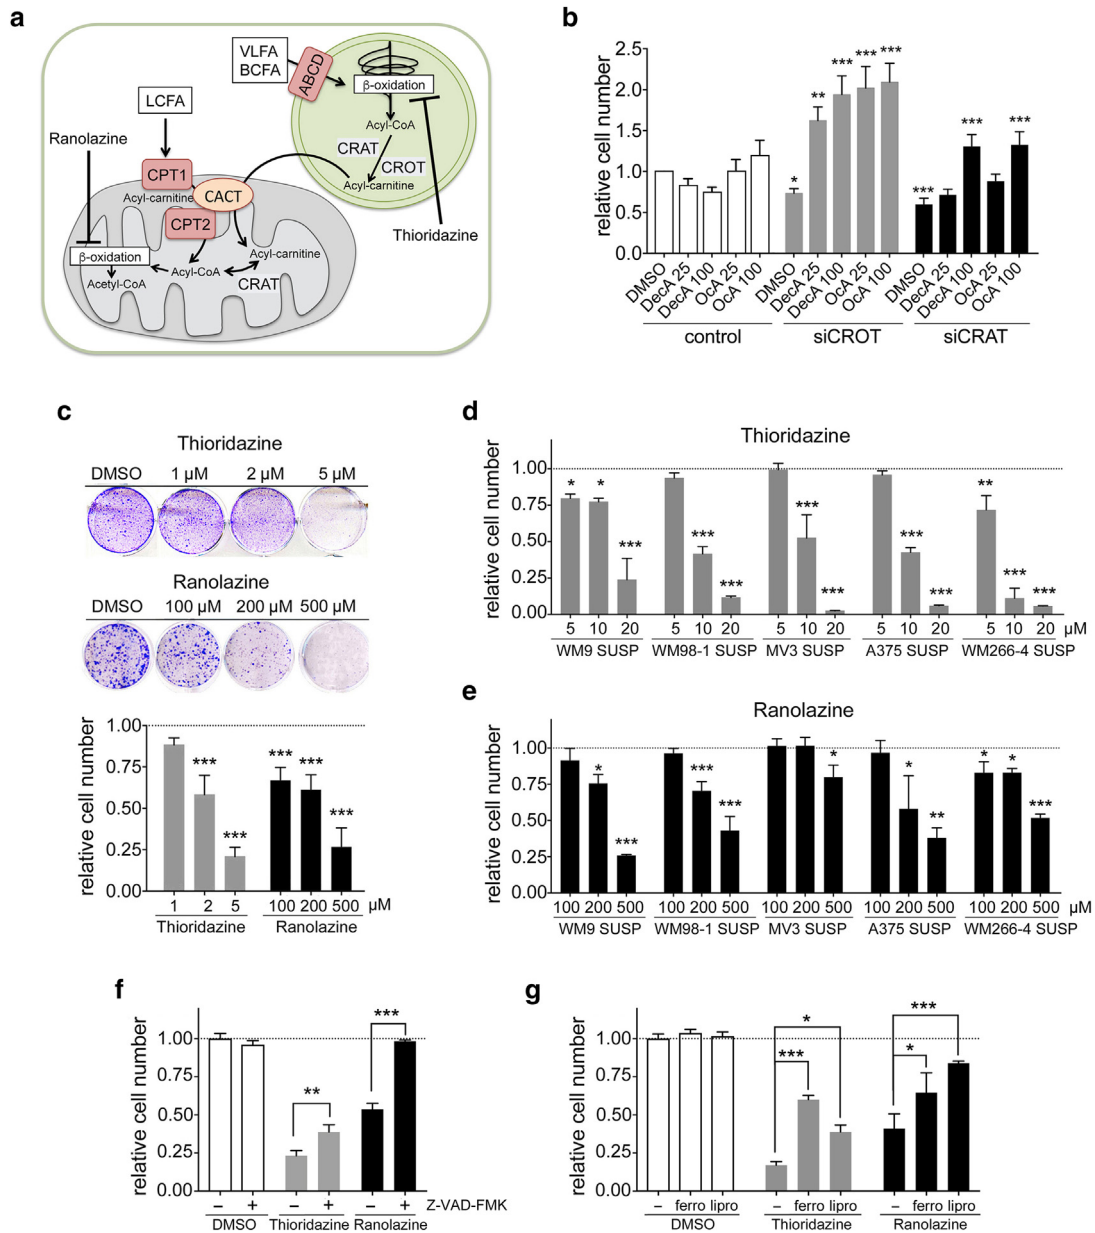 a
VLFA
BCFA
ABCD
β-oxidation
LCFA
Acyl-CoA
Ranolazine
CRAT
CROT
CPT1
Acyl-carnitine
Acyl-carnitine
CACT
CPT2
Thioridazine
β-oxidation
Acyl-carnitine
Acyl-CoA
Acetyl-CoA
CRAT
b
relative cell number
2.5
2.0
1.5
1.0
0.5
0.0
* ** *** *** *** *** *** ***
DMSO DecA 25 DecA 100 OcA 25 OcA 100
DMSO DecA 25 DecA 100 OcA 25 OcA 100
DMSO DecA 25 DecA 100 OcA 25 OcA 100
control siCROT siCRAT
c
Thioridazine
DMSO 1 µM 2 µM 5 µM
Ranolazine
DMSO 100 µM 200 µM 500 µM
relative cell number
1.00
0.75
0.50
0.25
0.00
*** *** *** *** ***
1 2 5 100 200 500 µM
Thioridazine Ranolazine
d
Thioridazine
relative cell number
1.00
0.75
0.50
0.25
0.00
* * *** *** *** *** *** *** *** ** *** ***
5 10 20 5 10 20 5 10 20 5 10 20 5 10 20 µM
WM9 SUSP WM98-1 SUSP MV3 SUSP A375 SUSP WM266-4 SUSP
e
Ranolazine
relative cell number
1.00
0.75
0.50
0.25
0.00
* *** *** *** * * ** * * ***
100 200 500 100 200 500 100 200 500 100 200 500 100 200 500 µM
WM9 SUSP WM98-1 SUSP MV3 SUSP A375 SUSP WM266-4 SUSP
f
relative cell number
1.00
0.75
0.50
0.25
0.00
** ***
– + – + – + Z-VAD-FMK
DMSO Thioridazine Ranolazine
g
relative cell number
1.00
0.75
0.50
0.25
0.00
*** * * ***
– ferro lipro – ferro lipro – ferro lipro
DMSO Thioridazine Ranolazine